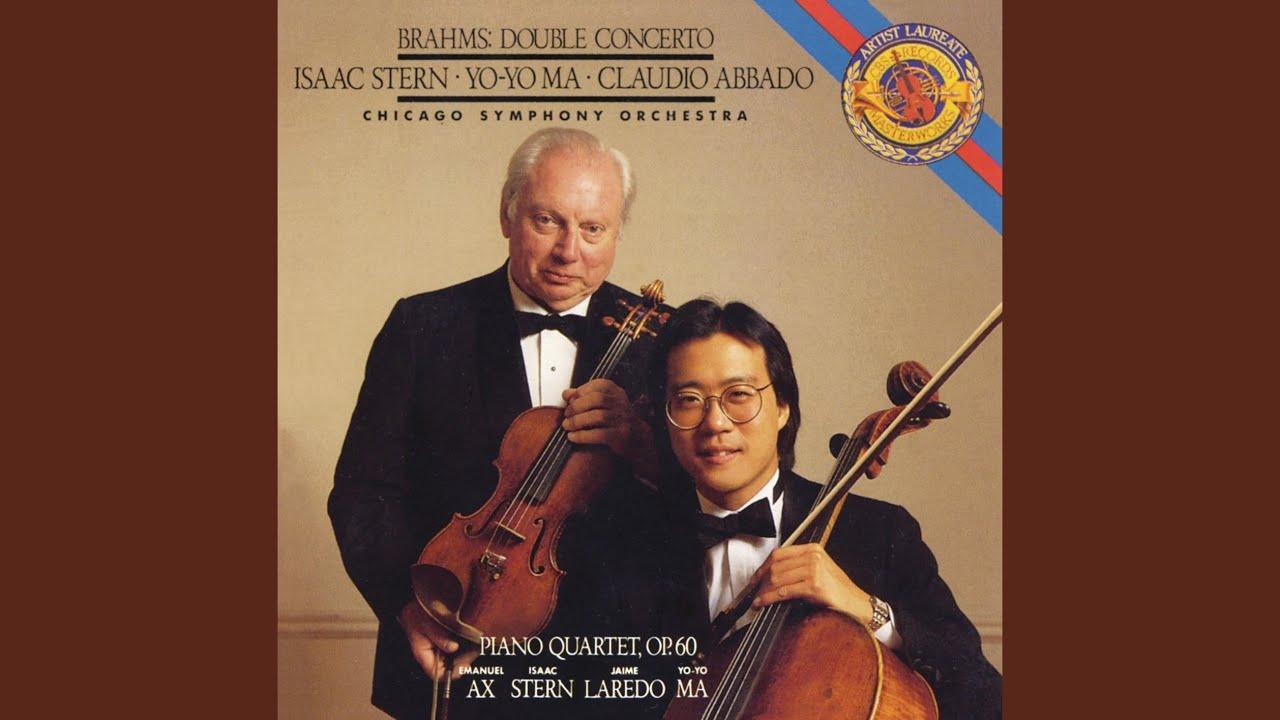 BRAHMS: DOUBLE CONCERTO
ISAAC STERN · YO-YO MA · CLAUDIO ABBADO
CHICAGO SYMPHONY ORCHESTRA
ARTIST LAUREATE
CBS RECORDS
MASTERWORKS
PIANO QUARTET, OP. 60
EMANUEL ISAAC JAIME YO-YO
AX STERN LAREDO MA